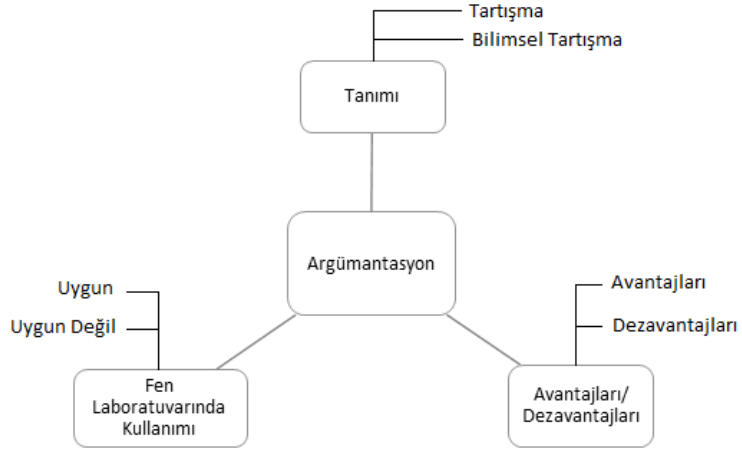 Tartışma
Bilimsel Tartışma
Tanımı
Argümantasyon
Uygun
Uygun Değil
Fen
Laboratuvarında
Kullanımı
Avantajları
Dezavantajları
Avantajları/
Dezavantajları